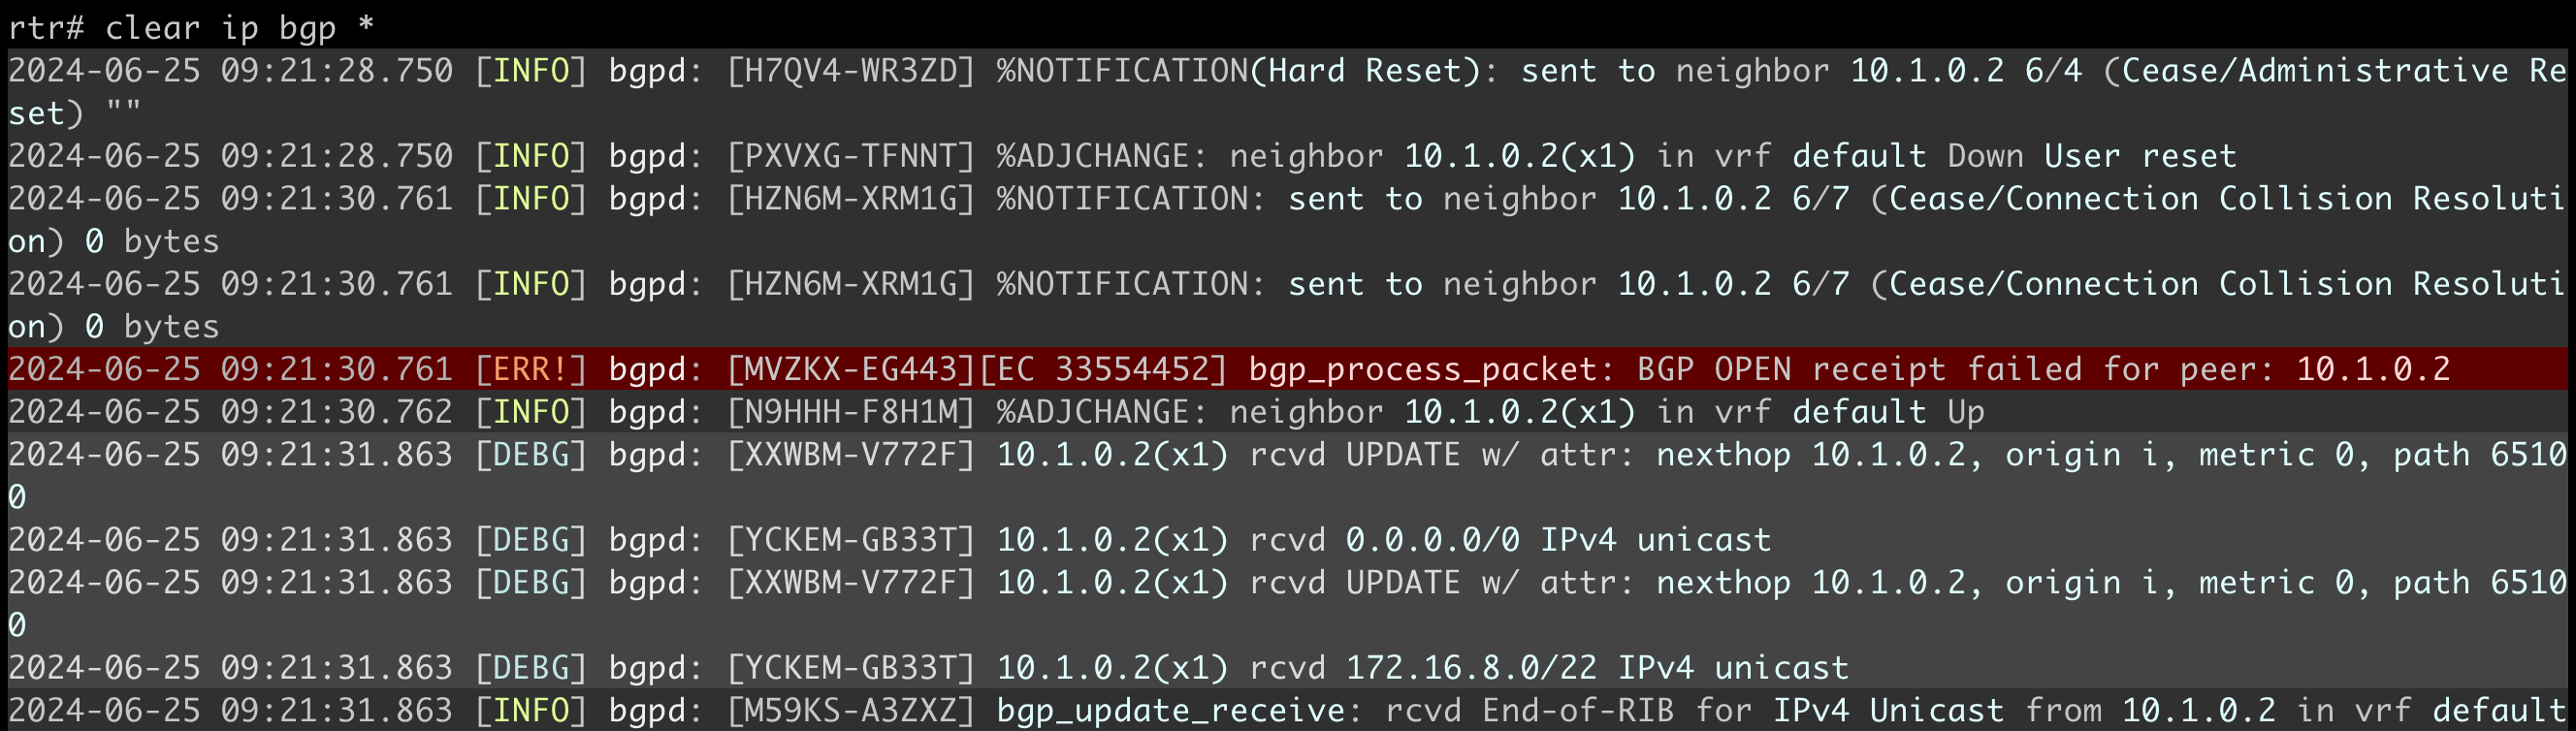 rtr# clear ip bgp *
2024-06-25 09:21:28.750 [INFO] bgpd: [H7QV4-WR3ZD] %NOTIFICATION(Hard Reset): sent to neighbor 10.1.0.2 6/4 (Cease/Administrative Re
set) ""
2024-06-25 09:21:28.750 [INFO] bgpd: [PXVXG-TFNNT] %ADJCHANGE: neighbor 10.1.0.2(x1) in vrf default Down User reset
2024-06-25 09:21:30.761 [INFO] bgpd: [HZN6M-XRM1G] %NOTIFICATION: sent to neighbor 10.1.0.2 6/7 (Cease/Connection Collision Resoluti
on) 0 bytes
2024-06-25 09:21:30.761 [INFO] bgpd: [HZN6M-XRM1G] %NOTIFICATION: sent to neighbor 10.1.0.2 6/7 (Cease/Connection Collision Resoluti
on) 0 bytes
2024-06-25 09:21:30.761 [ERR!] bgpd: [MVZKX-EG443][EC 33554452] bgp_process_packet: BGP OPEN receipt failed for peer: 10.1.0.2
2024-06-25 09:21:30.762 [INFO] bgpd: [N9HHH-F8H1M] %ADJCHANGE: neighbor 10.1.0.2(x1) in vrf default Up
2024-06-25 09:21:31.863 [DEBG] bgpd: [XXWBM-V772F] 10.1.0.2(x1) rcvd UPDATE w/ attr: nexthop 10.1.0.2, origin i, metric 0, path 6510
0
2024-06-25 09:21:31.863 [DEBG] bgpd: [YCKEM-GB33T] 10.1.0.2(x1) rcvd 0.0.0.0/0 IPv4 unicast
2024-06-25 09:21:31.863 [DEBG] bgpd: [XXWBM-V772F] 10.1.0.2(x1) rcvd UPDATE w/ attr: nexthop 10.1.0.2, origin i, metric 0, path 6510
0
2024-06-25 09:21:31.863 [DEBG] bgpd: [YCKEM-GB33T] 10.1.0.2(x1) rcvd 172.16.8.0/22 IPv4 unicast
2024-06-25 09:21:31.863 [INFO] bgpd: [M59KS-A3ZXZ] bgp_update_receive: rcvd End-of-RIB for IPv4 Unicast from 10.1.0.2 in vrf default